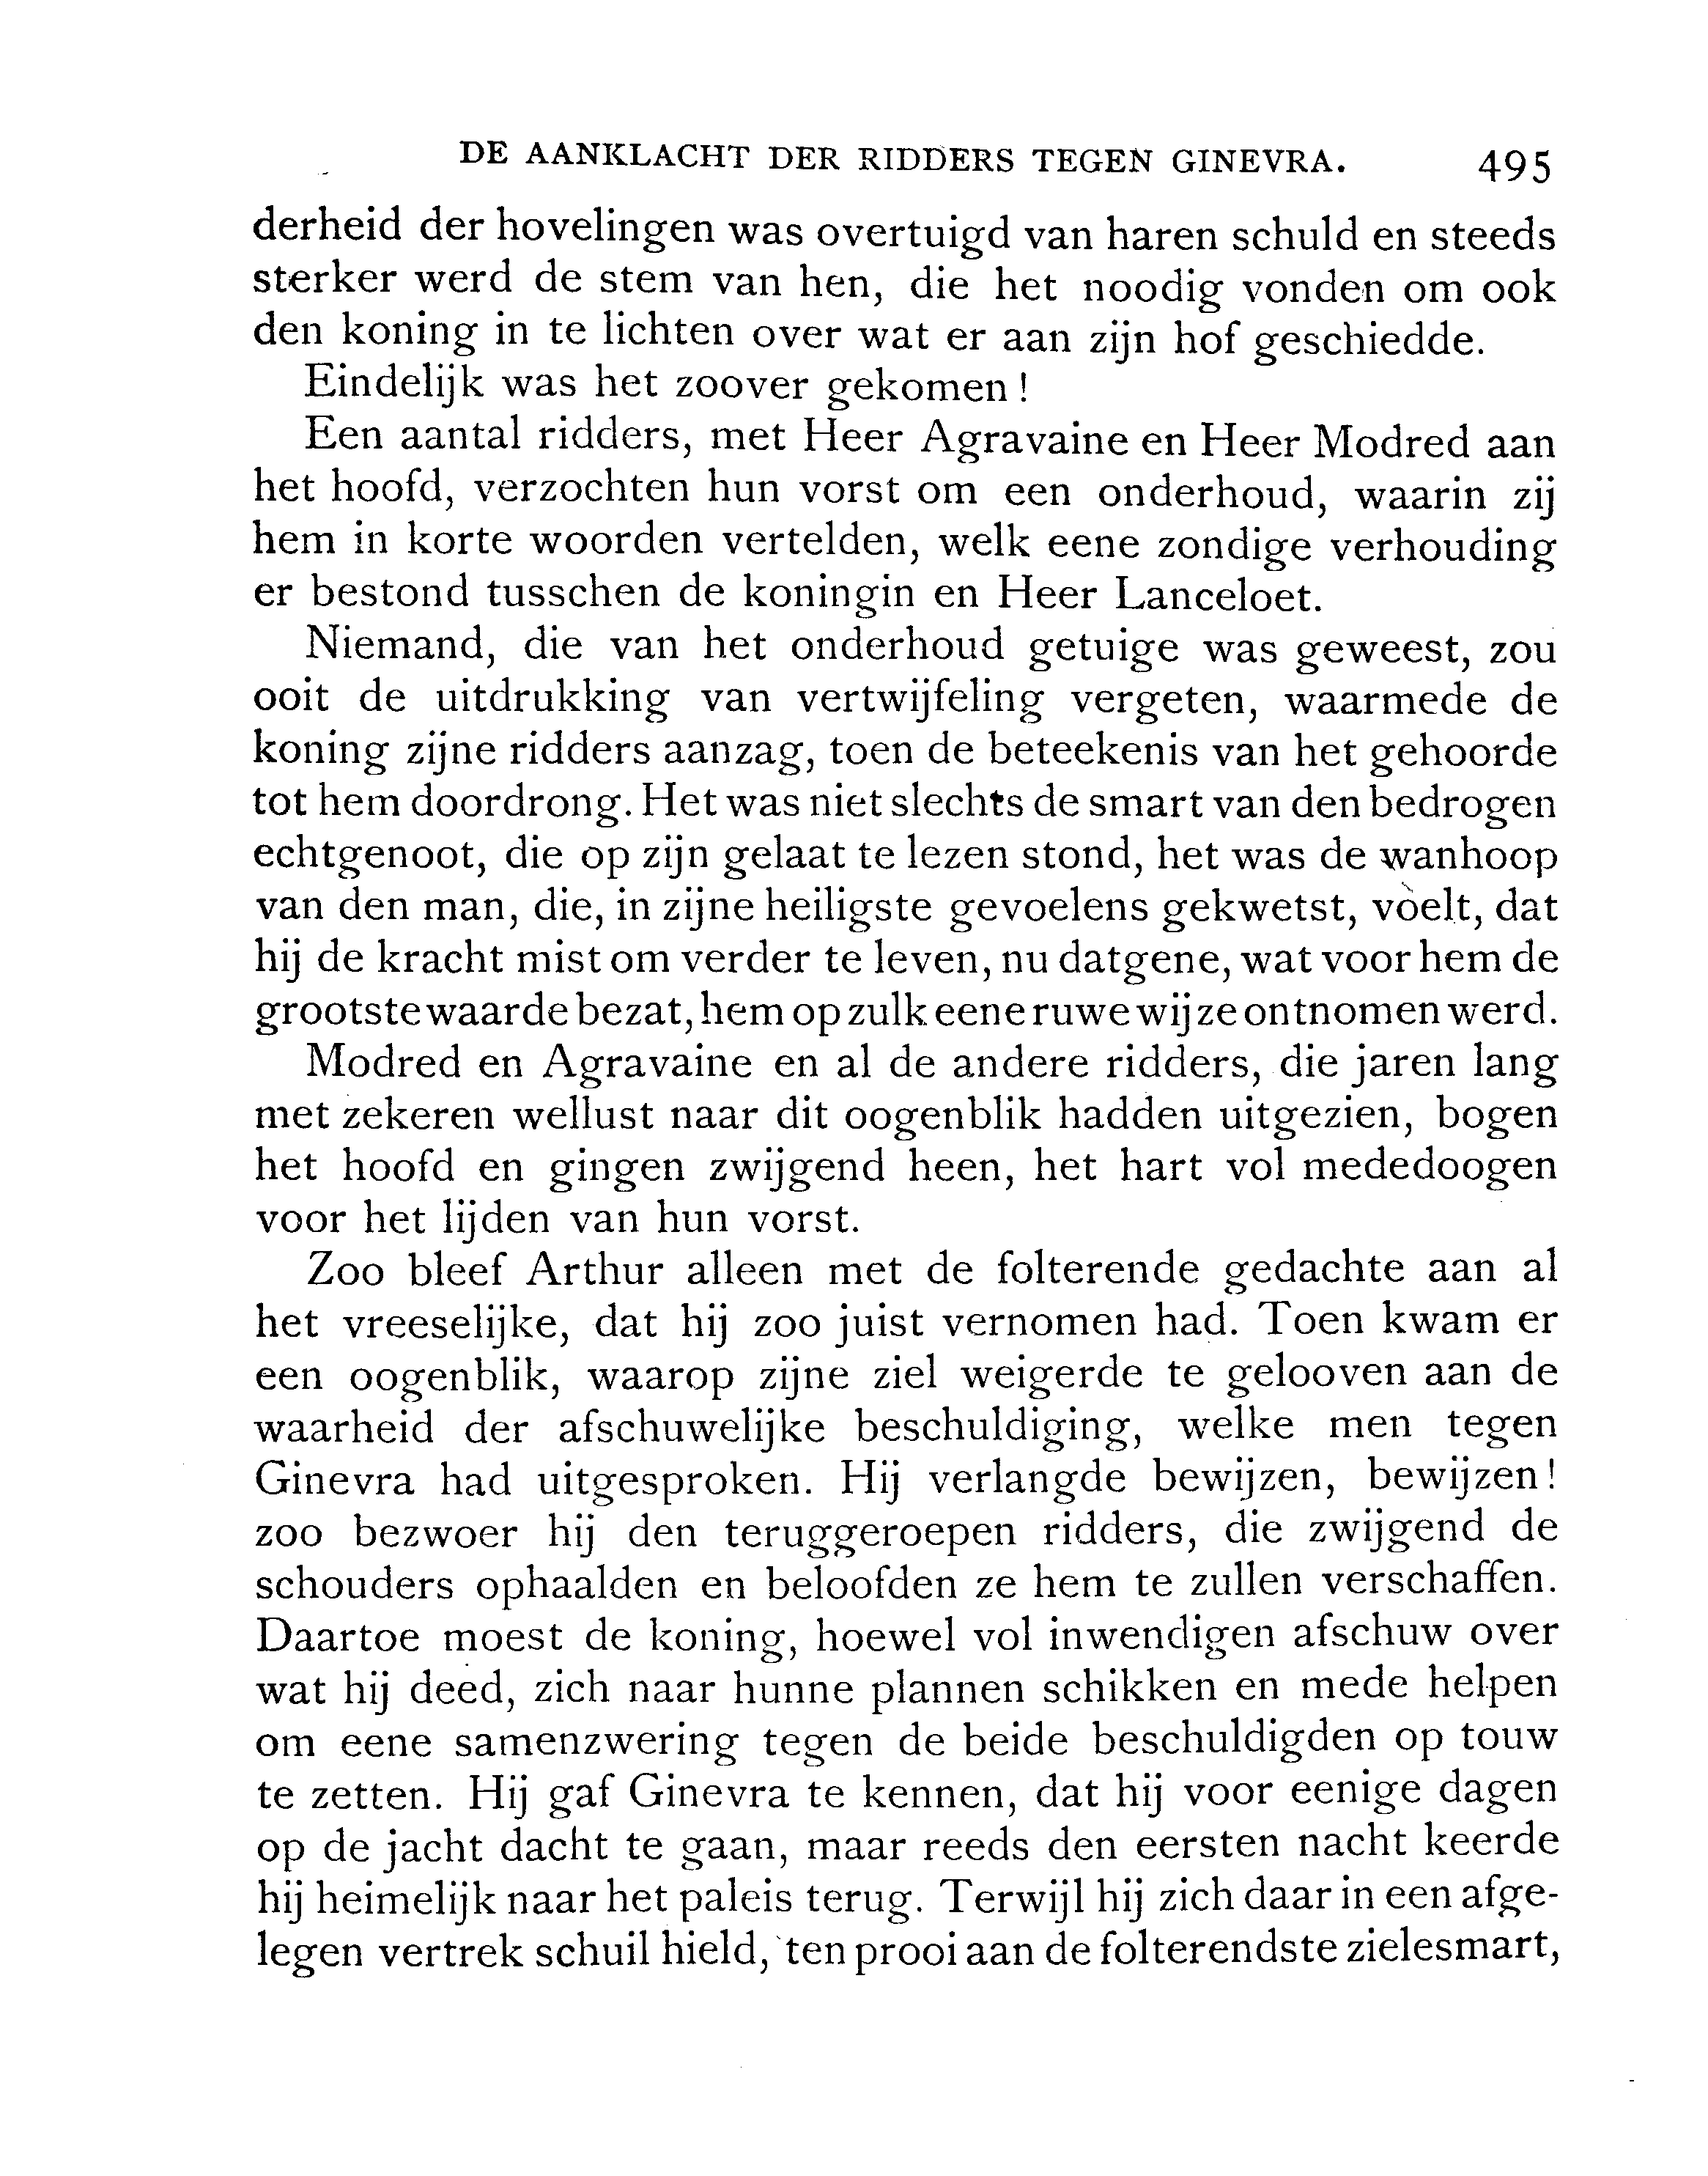 DE AANKLACHT DER RIDDERS TEGEN GINEVRA. 495
derheid der hovelingen was overtuigd van haren schuld en steeds
sterker werd de stem van hen, die het noodig vonden om ook
den koning in te lichten over wat er aan zijn hof geschiedde.
Eindelijk was het zoover gekomen!
Een aantal ridders, met Heer Agravaine en Heer Modred aan
het hoofd, verzochten hun vorst om een onderhoud, waarin zij
hem in korte woorden vertelden, welk eene zondige verhouding
er bestond tusschen de koningin en Heer Lanceloet.
Niemand, die van het onderhoud getuige was geweest, zou
ooit de uitdrukking van vertwijfeling vergeten, waarmede de
koning zijne ridders aanzag, toen de beteekenis van het gehoorde
tot hem doordrong. Het was niet slechts de smart van den bedrogen
echtgenoot, die op zijn gelaat te lezen stond, het was de wanhoop
van den man, die, in zijne heiligste gevoelens gekwetst, voelt, dat
hij de kracht mist om verder te leven, nu datgene, wat voor hem de
grootste waarde bezat, hem op zulk eene ruwe wijze ontnomen werd.
Modred en Agravaine en al de andere ridders, die jaren lang
met zekeren wellust naar dit oogenblik hadden uitgezien, bogen
het hoofd en gingen zwijgend heen, het hart vol mededoogen
voor het lijden van hun vorst.
Zoo bleef Arthur alleen met de folterende gedachte aan al
het vreeselijke, dat hij zoo juist vernomen had. Toen kwam er
een oogenblik, waarop zijne ziel weigerde te gelooven aan de
waarheid der afschuwelijke beschuldiging, welke men tegen
Ginevra had uitgesproken. Hij verlangde bewijzen, bewijzen!
zoo bezwoer hij den teruggeroepen ridders, die zwijgend de
schouders ophaalden en beloofden ze hem te zullen verschaffen.
Daartoe moest de koning, hoewel vol inwendigen afschuw over
wat hij deed, zich naar hunne plannen schikken en mede helpen
om eene samenzwering tegen de beide beschuldigden op touw
te zetten. Hij gaf Ginevra te kennen, dat hij voor eenige dagen
op de jacht dacht te gaan, maar reeds den eersten nacht keerde
hij heimelijk naar het paleis terug. Terwijl hij zich daar in een afge-
legen vertrek schuil hield, ten prooi aan de folterendste zielesmart,